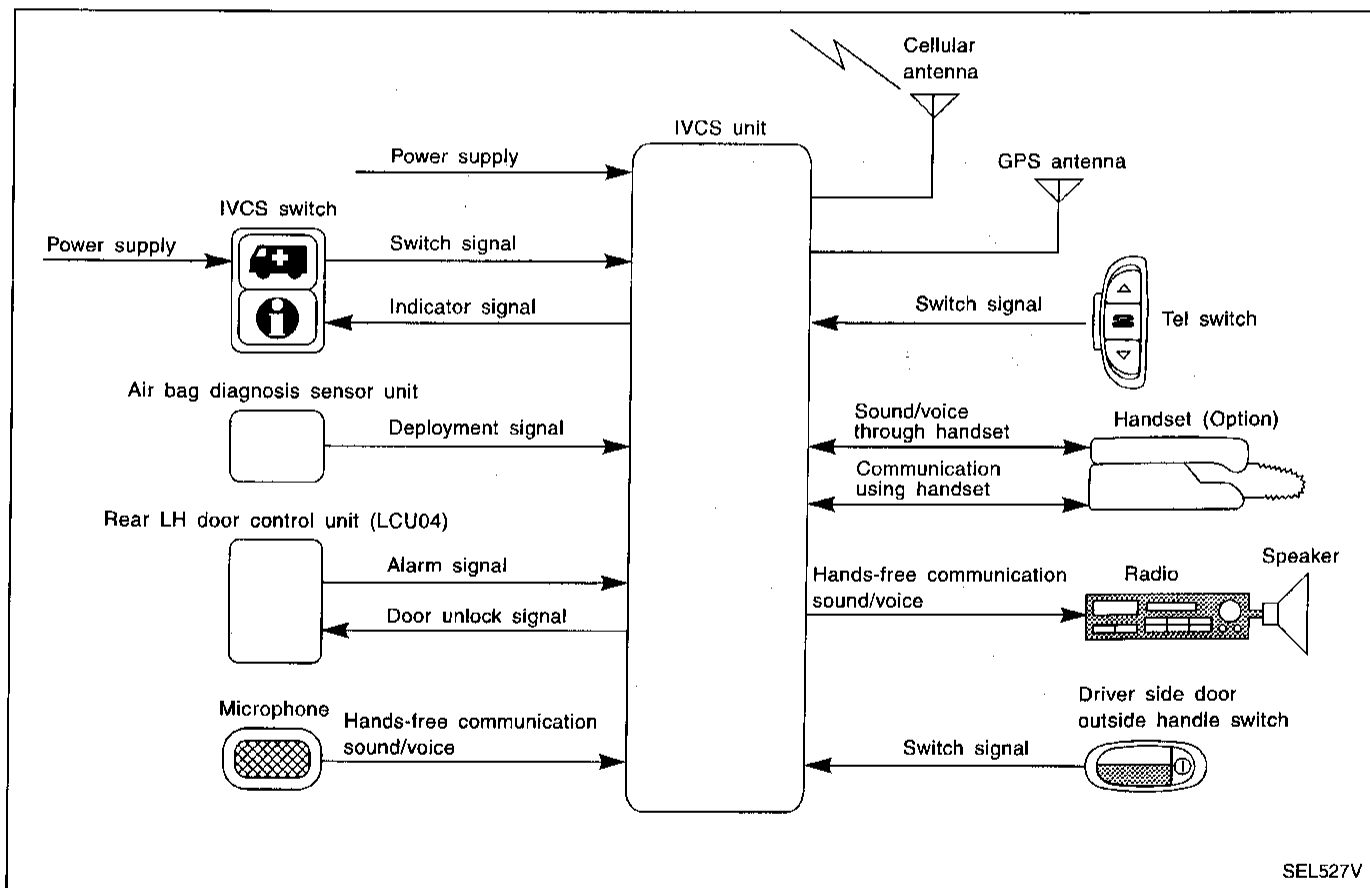 Cellular
antenna
IVCS unit
Power supply
GPS antenna
IVCS switch
Power supply
Switch signal
Indicator signal
Switch signal
Tel switch
Air bag diagnosis sensor unit
Deployment signal
Sound/voice
through handset
Handset (Option)
Communication
using handset
Rear LH door control unit (LCU04)
Alarm signal
Door unlock signal
Hands-free communication
sound/voice
Radio
Speaker
Microphone
Hands-free communication
sound/voice
Driver side door
outside handle switch
Switch signal
SEL527V